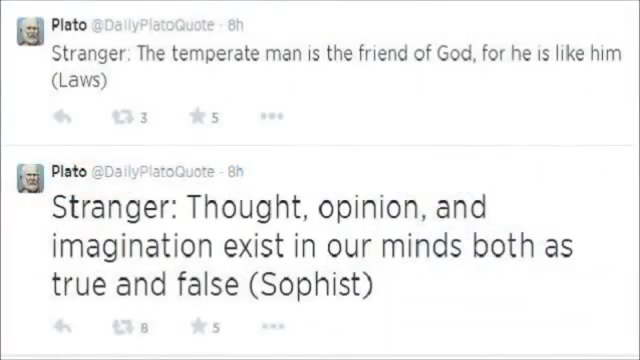 Plato @DailyPlatoQuote · 8h
Stranger: The temperate man is the friend of God, for he is like him
(Laws)
3 5
Plato @DailyPlatoQuote · 8h
Stranger: Thought, opinion, and
imagination exist in our minds both as
true and false (Sophist)
8 5